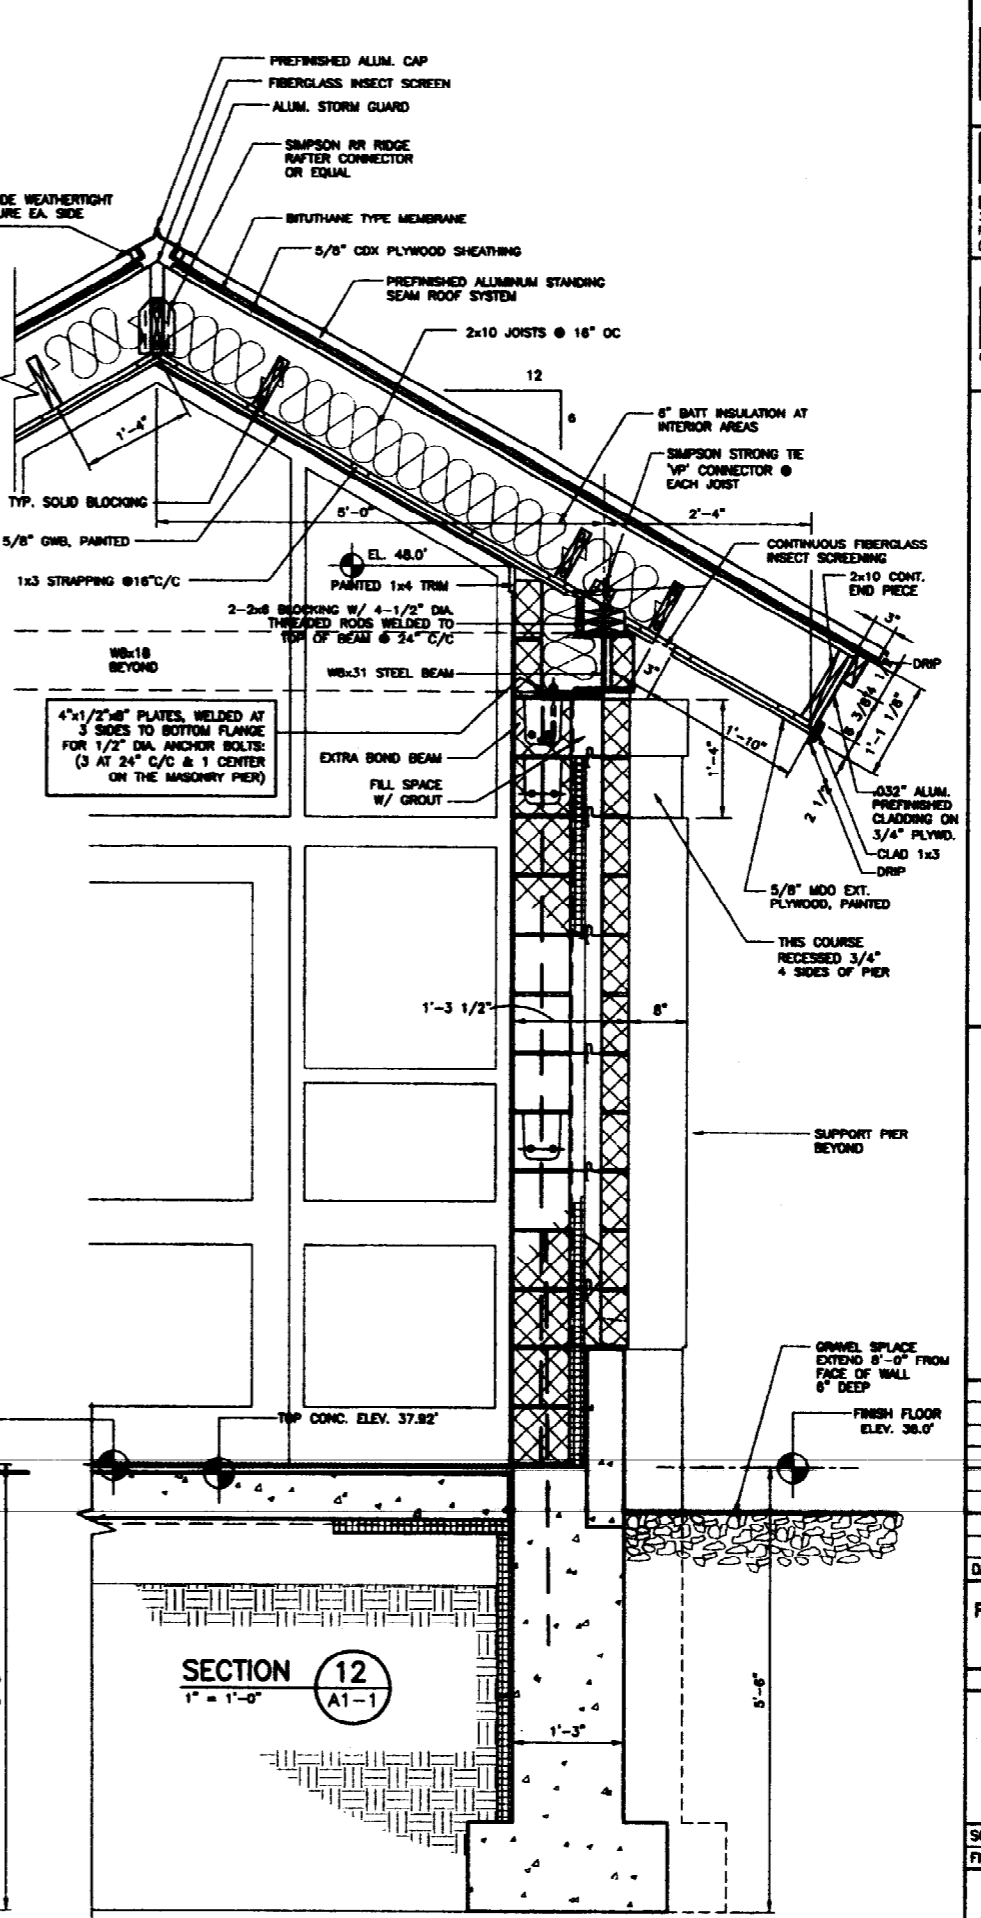 PREFINISHED ALUM. CAP
FIBERGLASS INSECT SCREEN
ALUM. STORM GUARD
SIMPSON RR RIDGE
RAFTER CONNECTOR
OR EQUAL
DE WEATHERTIGHT
URE EA. SIDE
BITUTHANE TYPE MEMBRANE
5/8" CDX PLYWOOD SHEATHING
PREFINISHED ALUMINUM STANDING
SEAM ROOF SYSTEM
2x10 JOISTS @ 16" OC
12
6
6" BATT INSULATION AT
INTERIOR AREAS
SIMPSON STRONG TIE
'VP' CONNECTOR @
EACH JOIST
1'-4"
TYP. SOLID BLOCKING
5'-0"
2'-4"
5/8" GWB, PAINTED
EL. 48.0'
CONTINUOUS FIBERGLASS
INSECT SCREENING
1x3 STRAPPING @16"C/C
PAINTED 1x4 TRIM
2x10 CONT.
END PIECE
2-2x6 BLOCKING W/ 4-1/2" DIA.
THREADED RODS WELDED TO
TOP OF BEAM @ 24" C/C
3"
W8x18
BEYOND
W8x31 STEEL BEAM
3"
DRIP
4 1/2"
8 3/8"
1'-1 1/8"
4"x1/2"x8" PLATES, WELDED AT
3 SIDES TO BOTTOM FLANGE
FOR 1/2" DIA. ANCHOR BOLTS:
(3 AT 24" C/C & 1 CENTER
ON THE MASONRY PIER)
EXTRA BOND BEAM
FILL SPACE
W/ GROUT
1'-4"
1'-10"
2 1/2"
.032" ALUM.
PREFINISHED
CLADDING ON
3/4" PLYWD.
CLAD 1x3
DRIP
5/8" MDO EXT.
PLYWOOD, PAINTED
THIS COURSE
RECESSED 3/4"
4 SIDES OF PIER
1'-3 1/2"
8"
SUPPORT PIER
BEYOND
GRAVEL SPLACE
EXTEND 8'-0" FROM
FACE OF WALL
6" DEEP
TOP CONC. ELEV. 37.92'
FINISH FLOOR
ELEV. 38.0'
SECTION
1" = 1'-0"
12
A1-1
1'-3"
5'-6"